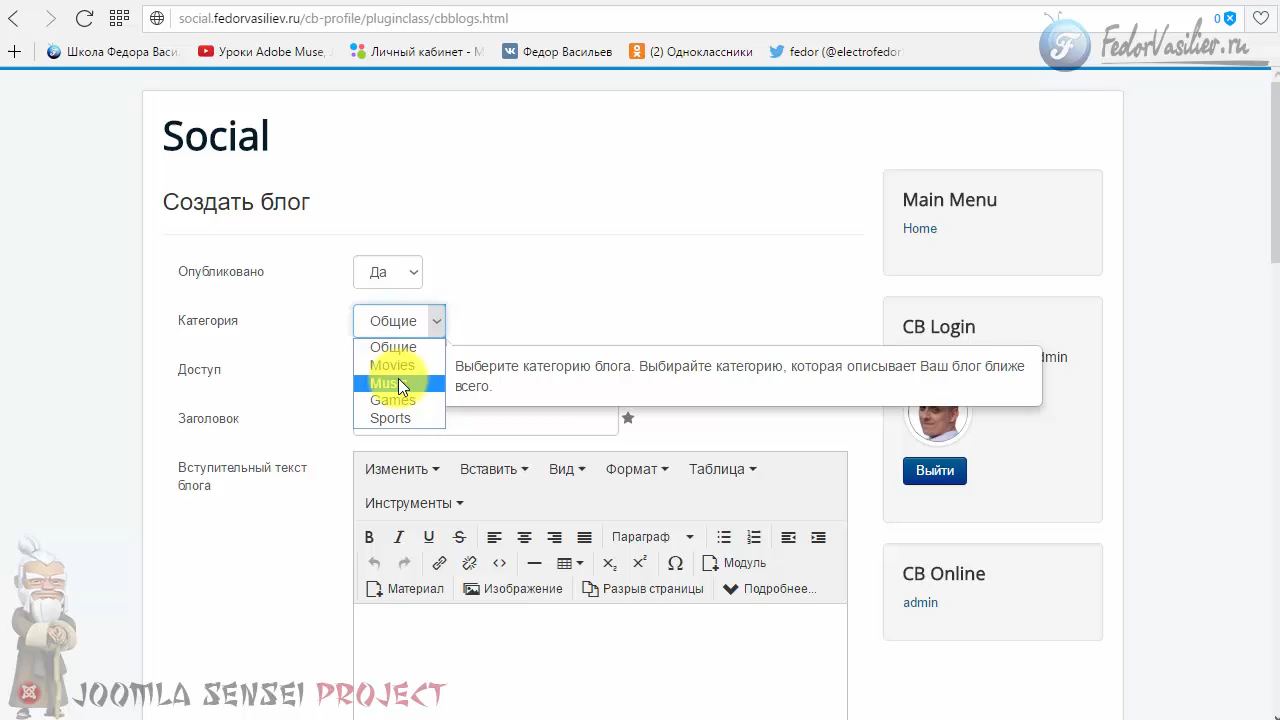 social.fedorvasiliev.ru/cb-profile/pluginclass/cbblogs.html
0
Школа Федора Васил
Уроки Adobe Muse, J
Личный кабинет - М
Федор Васильев
(2) Одноклассники
fedor (@electrofedor
FedorVasiliev.ru
Social
Создать блог
Опубликовано
Да
Категория
Общие
Общие
Movies
Games
Sports
Выберите категорию блога. Выбирайте категорию, которая описывает Ваш блог ближе
всего.
Доступ
Заголовок
Вступительный текст
блога
Изменить
Вставить
Вид
Формат
Таблица
Инструменты
Параграф
Модуль
Материал
Изображение
Разрыв страницы
Подробнее...
Main Menu
Home
CB Login
Выйти
CB Online
admin
JOOMLA SENSEI PROJECT